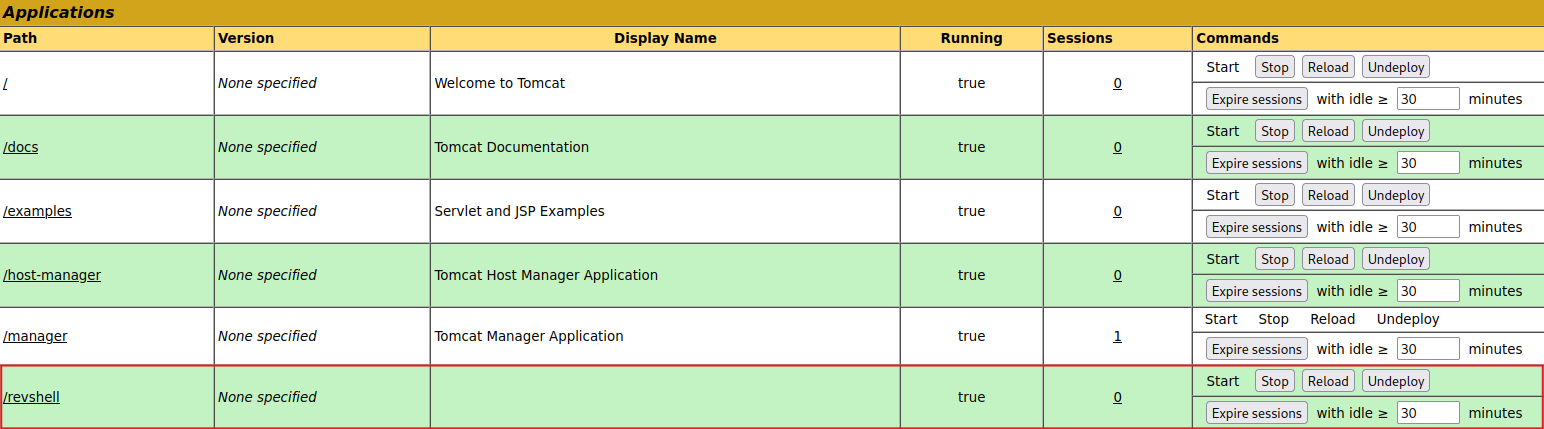 Applications
Path Version Display Name Running Sessions Commands
/ None specified Welcome to Tomcat true 0 Start Stop Reload Undeploy
Expire sessions with idle ≥ 30 minutes
/docs None specified Tomcat Documentation true 0 Start Stop Reload Undeploy
Expire sessions with idle ≥ 30 minutes
/examples None specified Servlet and JSP Examples true 0 Start Stop Reload Undeploy
Expire sessions with idle ≥ 30 minutes
/host-manager None specified Tomcat Host Manager Application true 0 Start Stop Reload Undeploy
Expire sessions with idle ≥ 30 minutes
/manager None specified Tomcat Manager Application true 1 Start Stop Reload Undeploy
Expire sessions with idle ≥ 30 minutes
/revshell None specified true 0 Start Stop Reload Undeploy
Expire sessions with idle ≥ 30 minutes